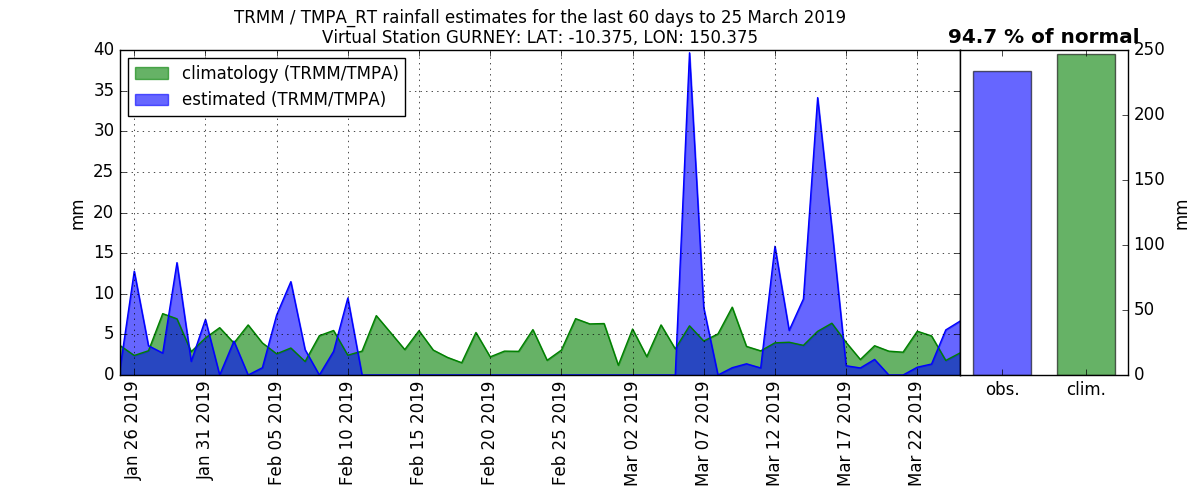 TRMM / TMPA_RT rainfall estimates for the last 60 days to 25 March 2019
Virtual Station GURNEY: LAT: -10.375, LON: 150.375
94.7 % of normal
climatology (TRMM/TMPA)
estimated (TRMM/TMPA)
mm
40
35
30
25
20
15
10
5
0
Jan 26 2019
Jan 31 2019
Feb 05 2019
Feb 10 2019
Feb 15 2019
Feb 20 2019
Feb 25 2019
Mar 02 2019
Mar 07 2019
Mar 12 2019
Mar 17 2019
Mar 22 2019
obs.
clim.
250
200
150
100
50
0
mm